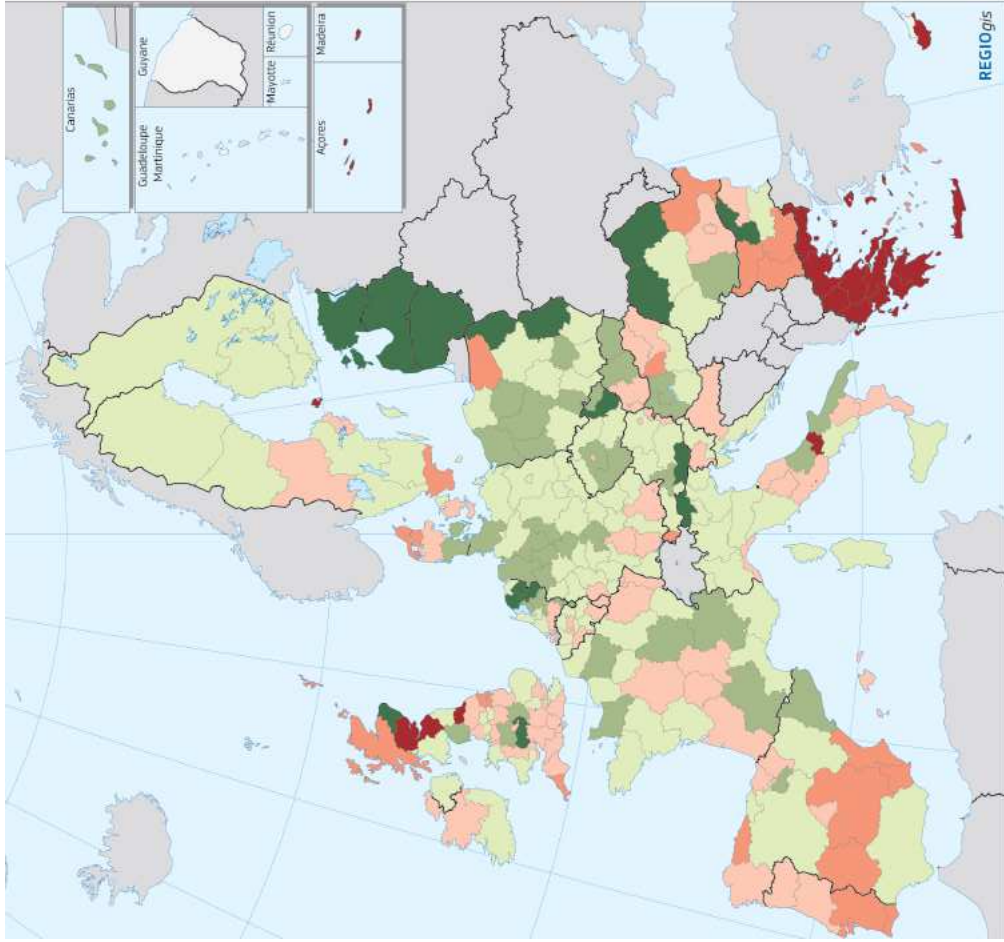 Canarias
Guyane
Guadeloupe
Martinique
Mayotte
Réunion
Açores
Madeira
REGIOgis